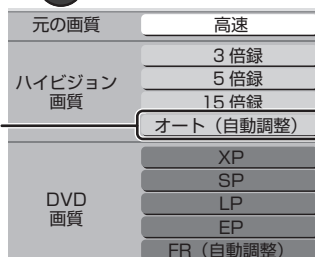 元の画質 高速
ハイビジョン
画質
3倍録
5倍録
15倍録
オート（自動調整）
DVD
画質
XP
SP
LP
EP
FR（自動調整）